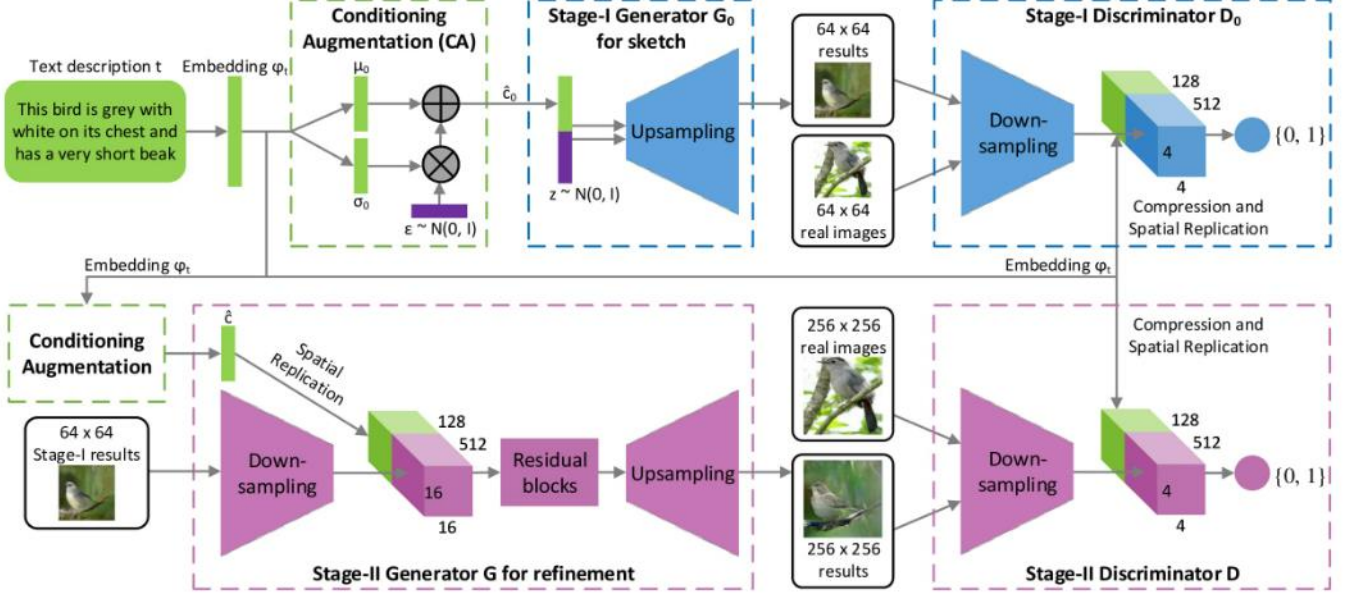 Conditioning
Augmentation (CA)
Stage-I Generator G₀
for sketch
Stage-I Discriminator D₀
Text description t
Embedding φₜ
This bird is grey with
white on its chest and
has a very short beak
μ₀
σ₀
ε ~ N(0, I)
ĉ₀
z ~ N(0, I)
Upsampling
64 x 64
results
64 x 64
real images
Down-
sampling
128
512
4
4
{0, 1}
Compression and
Spatial Replication
Embedding φₜ
Embedding φₜ
Conditioning
Augmentation
64 x 64
Stage-I results
ĉ
Spatial
Replication
Down-
sampling
128
512
16
16
Residual
blocks
Upsampling
Stage-II Generator G for refinement
256 x 256
real images
256 x 256
results
Compression and
Spatial Replication
Down-
sampling
128
512
4
4
{0, 1}
Stage-II Discriminator D